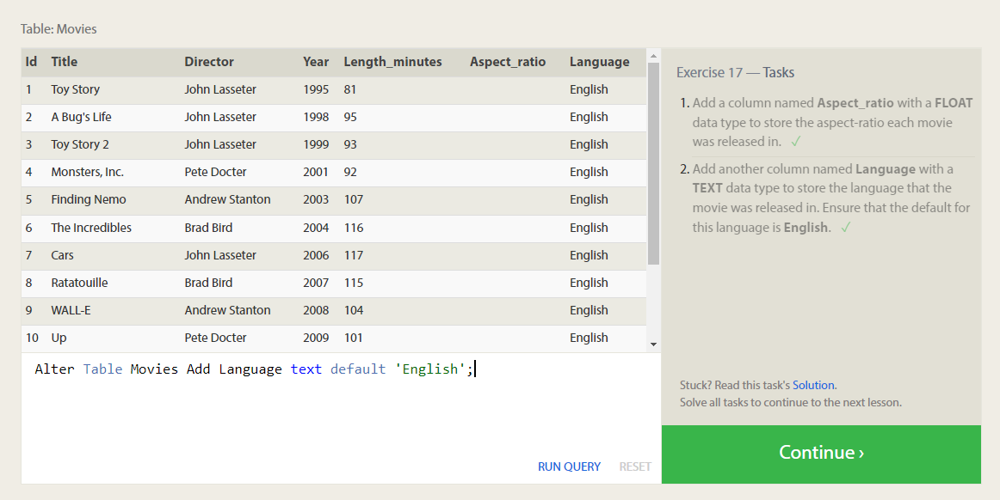 Table: Movies
Id Title Director Year Length_minutes Aspect_ratio Language
1 Toy Story John Lasseter 1995 81 English
2 A Bug's Life John Lasseter 1998 95 English
3 Toy Story 2 John Lasseter 1999 93 English
4 Monsters, Inc. Pete Docter 2001 92 English
5 Finding Nemo Andrew Stanton 2003 107 English
6 The Incredibles Brad Bird 2004 116 English
7 Cars John Lasseter 2006 117 English
8 Ratatouille Brad Bird 2007 115 English
9 WALL-E Andrew Stanton 2008 104 English
10 Up Pete Docter 2009 101 English
Alter Table Movies Add Language text default 'English';
RUN QUERY RESET
Exercise 17 — Tasks
1. Add a column named Aspect_ratio with a FLOAT
data type to store the aspect-ratio each movie
was released in. ✓
2. Add another column named Language with a
TEXT data type to store the language that the
movie was released in. Ensure that the default for
this language is English. ✓
Stuck? Read this task's Solution.
Solve all tasks to continue to the next lesson.
Continue ›